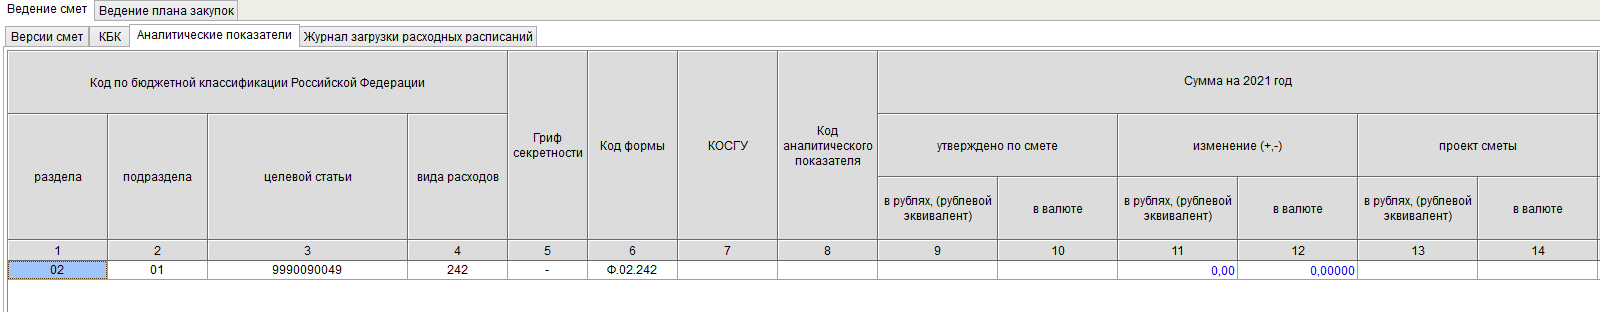 Ведение смет Ведение плана закупок
Версии смет КБК Аналитические показатели Журнал загрузки расходных расписаний
Код по бюджетной классификации Российской Федерации
Гриф
секретности
Код формы
КОСГУ
Код
аналитического
показателя
Сумма на 2021 год
раздела
подраздела
целевой статьи
вида расходов
утверждено по смете
изменение (+,-)
проект сметы
в рублях, (рублевой
эквивалент)
в валюте
в рублях, (рублевой
эквивалент)
в валюте
в рублях, (рублевой
эквивалент)
в валюте
1 2 3 4 5 6 7 8 9 10 11 12 13 14
02 01 9990090049 242 - Ф.02.242 0,00 0,00000